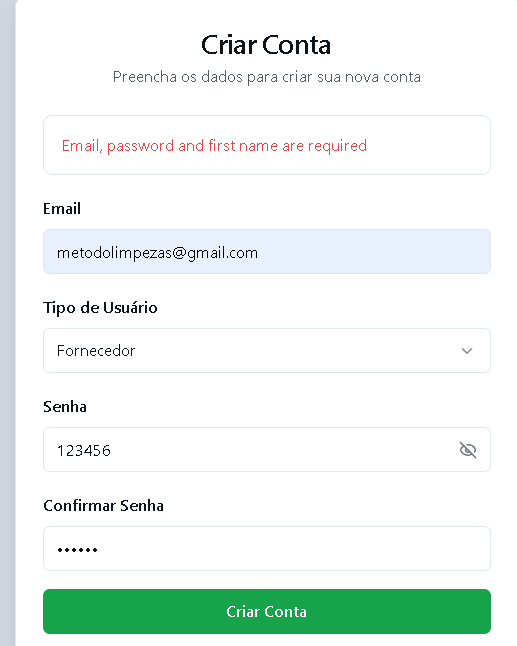 Criar Conta
Preencha os dados para criar sua nova conta
Email, password and first name are required
Email
metodolimpezas@gmail.com
Tipo de Usuário
Fornecedor
Senha
123456
Confirmar Senha
••••••
Criar Conta